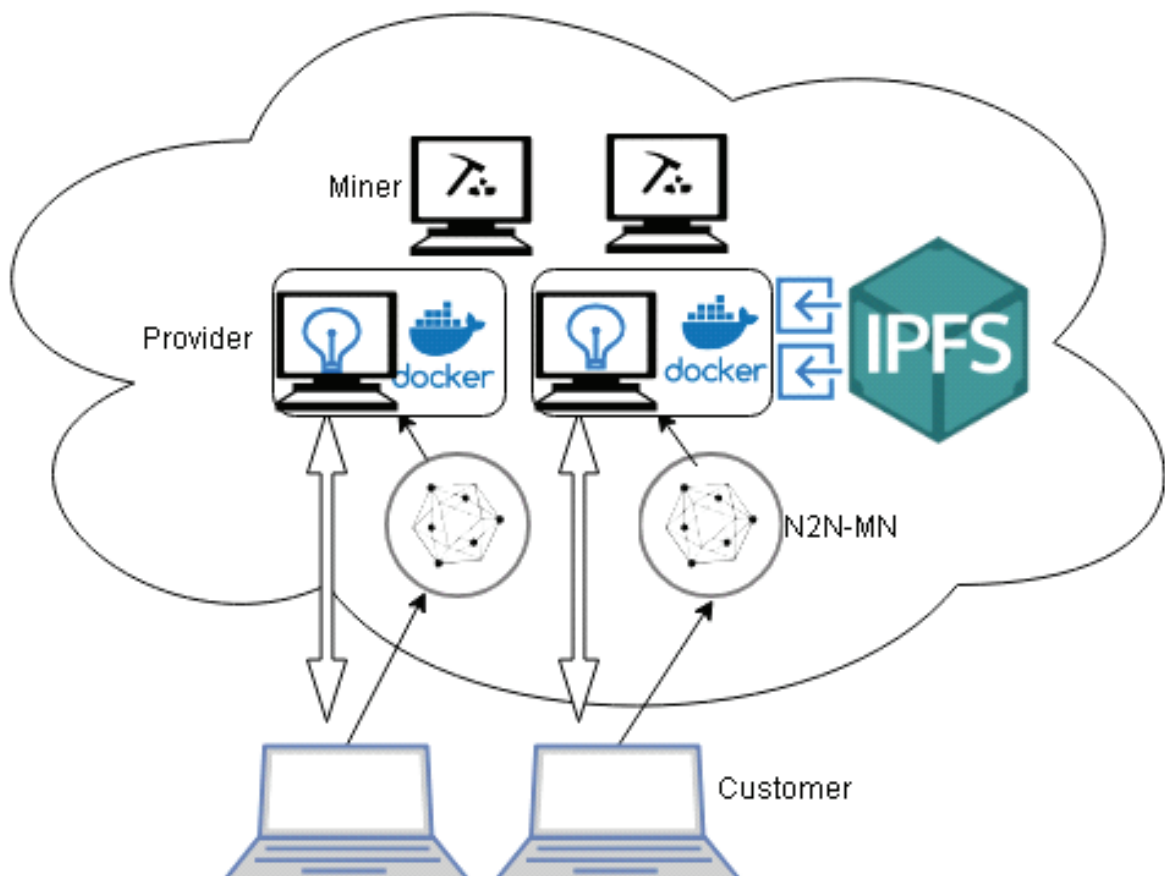 Miner
Provider
docker
docker
IPFS
N2N-MN
Customer